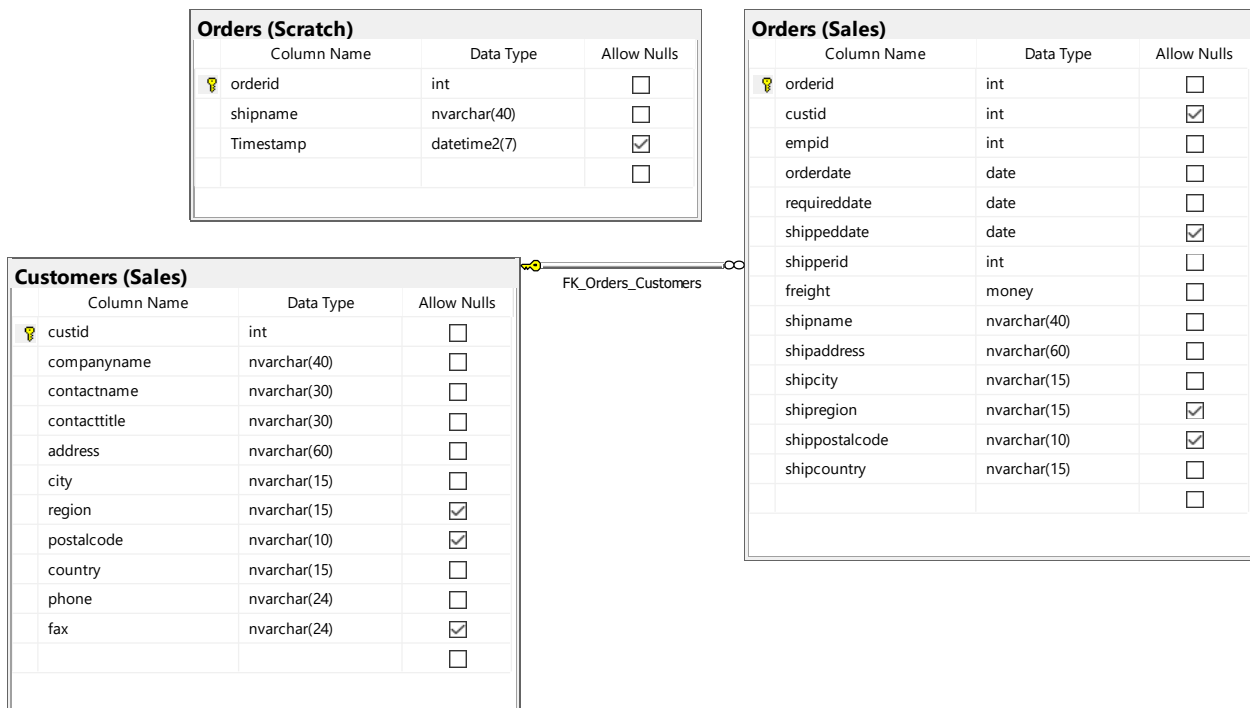 Orders (Scratch)
Column Name Data Type Allow Nulls
orderid int
shipname nvarchar(40)
Timestamp datetime2(7)
Orders (Sales)
Column Name Data Type Allow Nulls
orderid int
custid int
empid int
orderdate date
requireddate date
shippeddate date
shipperid int
freight money
shipname nvarchar(40)
shipaddress nvarchar(60)
shipcity nvarchar(15)
shipregion nvarchar(15)
shippostalcode nvarchar(10)
shipcountry nvarchar(15)
FK_Orders_Customers
Customers (Sales)
Column Name Data Type Allow Nulls
custid int
companyname nvarchar(40)
contactname nvarchar(30)
contacttitle nvarchar(30)
address nvarchar(60)
city nvarchar(15)
region nvarchar(15)
postalcode nvarchar(10)
country nvarchar(15)
phone nvarchar(24)
fax nvarchar(24)